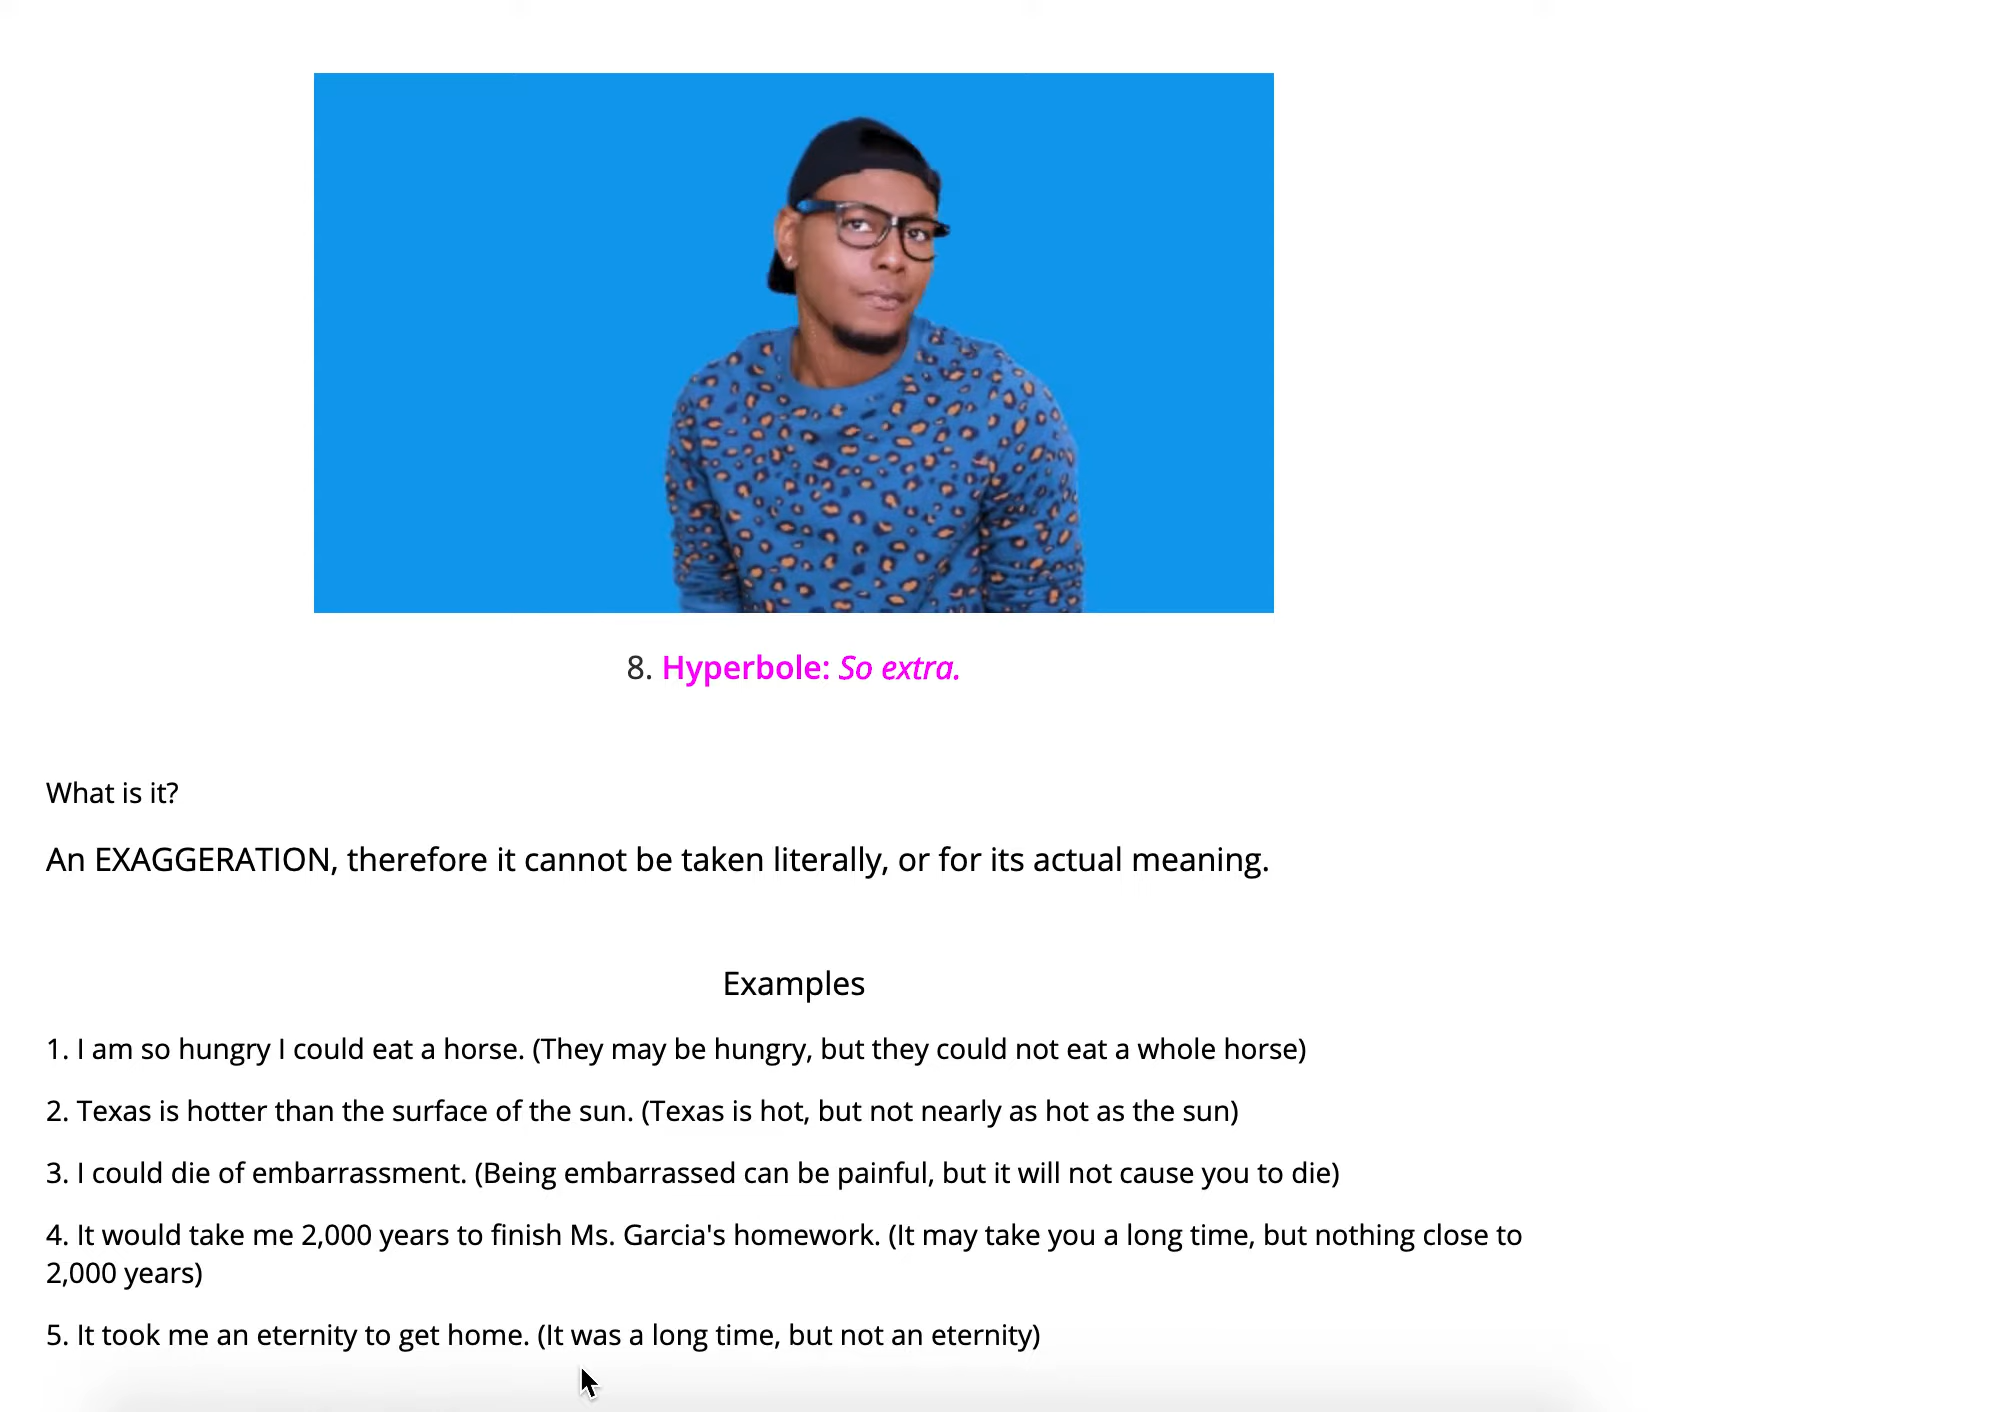 8. Hyperbole: So extra.
What is it?
An EXAGGERATION, therefore it cannot be taken literally, or for its actual meaning.
Examples
1. I am so hungry I could eat a horse. (They may be hungry, but they could not eat a whole horse)
2. Texas is hotter than the surface of the sun. (Texas is hot, but not nearly as hot as the sun)
3. I could die of embarrassment. (Being embarrassed can be painful, but it will not cause you to die)
4. It would take me 2,000 years to finish Ms. Garcia's homework. (It may take you a long time, but nothing close to
2,000 years)
5. It took me an eternity to get home. (It was a long time, but not an eternity)